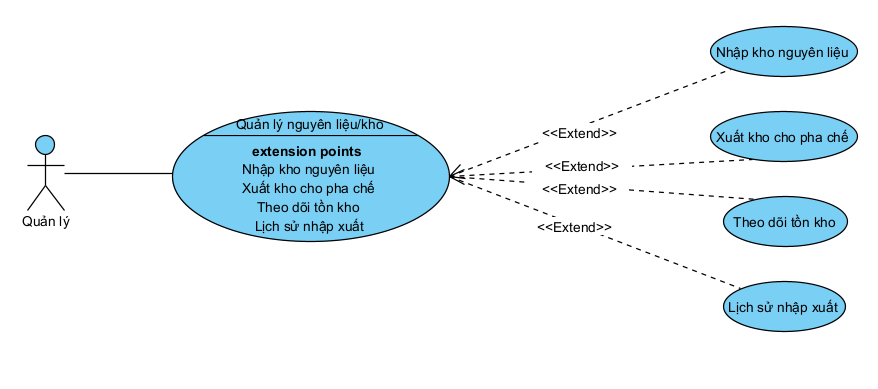 Nhập kho nguyên liệu
Quản lý nguyên liệu/kho
<<Extend>>
Xuất kho cho pha chế
extension points
<<Extend>>
Nhập kho nguyên liệu
Xuất kho cho pha chế
<<Extend>>
Theo dõi tồn kho
Quản lý
Theo dõi tồn kho
Lịch sử nhập xuất
<<Extend>>
Lịch sử nhập xuất